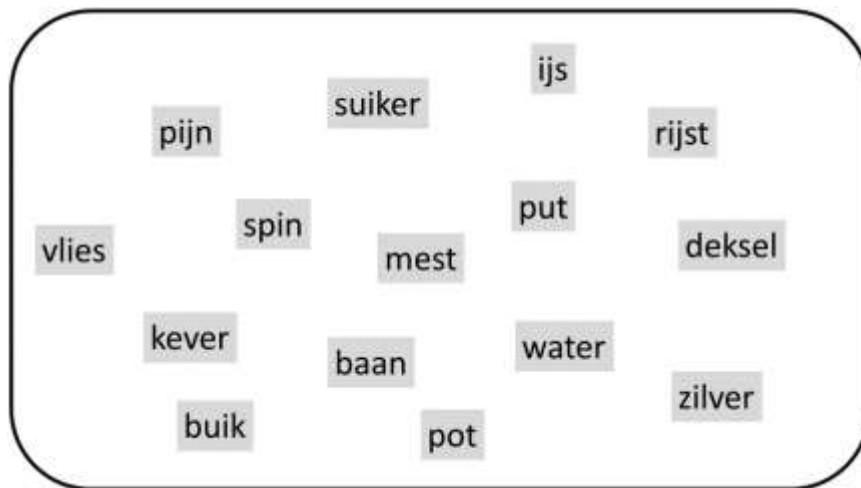 ijs
suiker
pijn
rijst
put
spin
deksel
vlies
mest
kever
water
baan
zilver
buik
pot